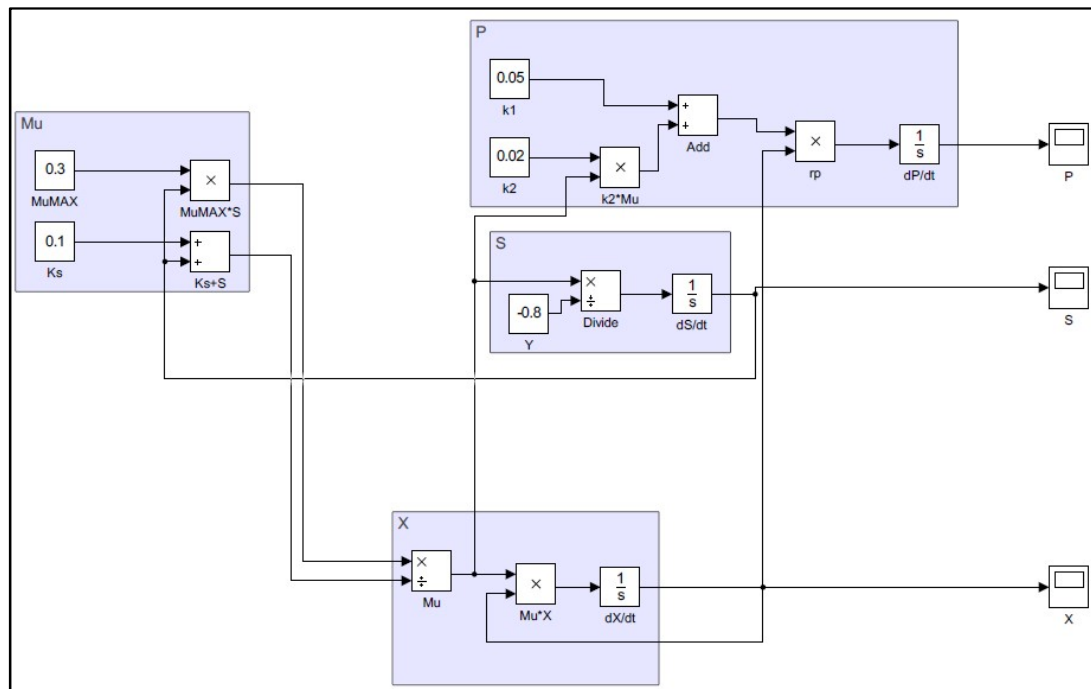 P
0.05
k1
+
+
Add
0.02
k2
×
k2*Mu
×
rp
1
s
dP/dt
P
Mu
0.3
MuMAX
×
MuMAX*S
0.1
Ks
+
+
Ks+S
S
×
÷
Divide
-0.8
Y
1
s
dS/dt
S
X
×
÷
Mu
×
Mu*X
1
s
dX/dt
X